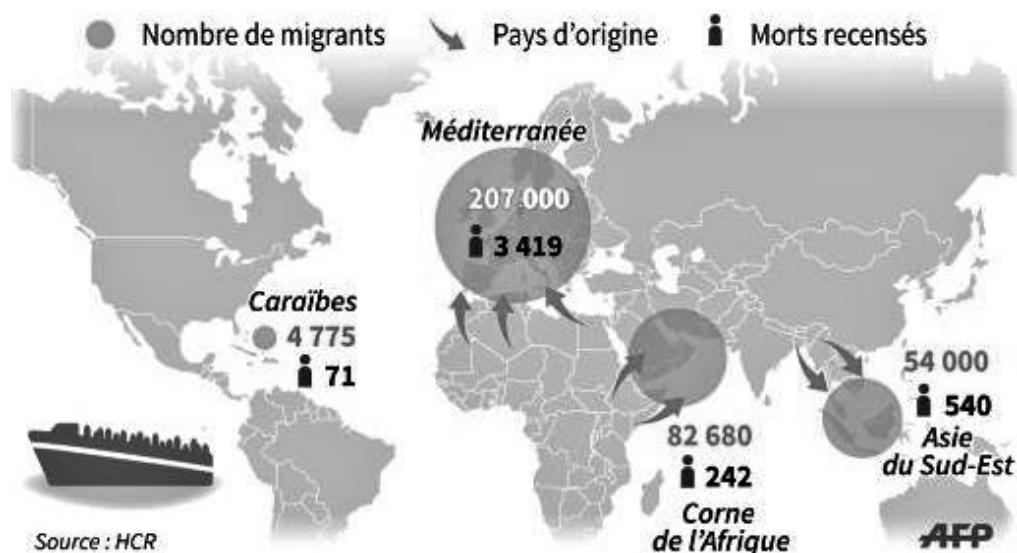 Nombre de migrants Pays d'origine Morts recensés
Méditerranée
207 000
3 419
Caraïbes
4 775
71
54 000
540
Asie
du Sud-Est
82 680
242
Corne
de l'Afrique
Source : HCR
AFP